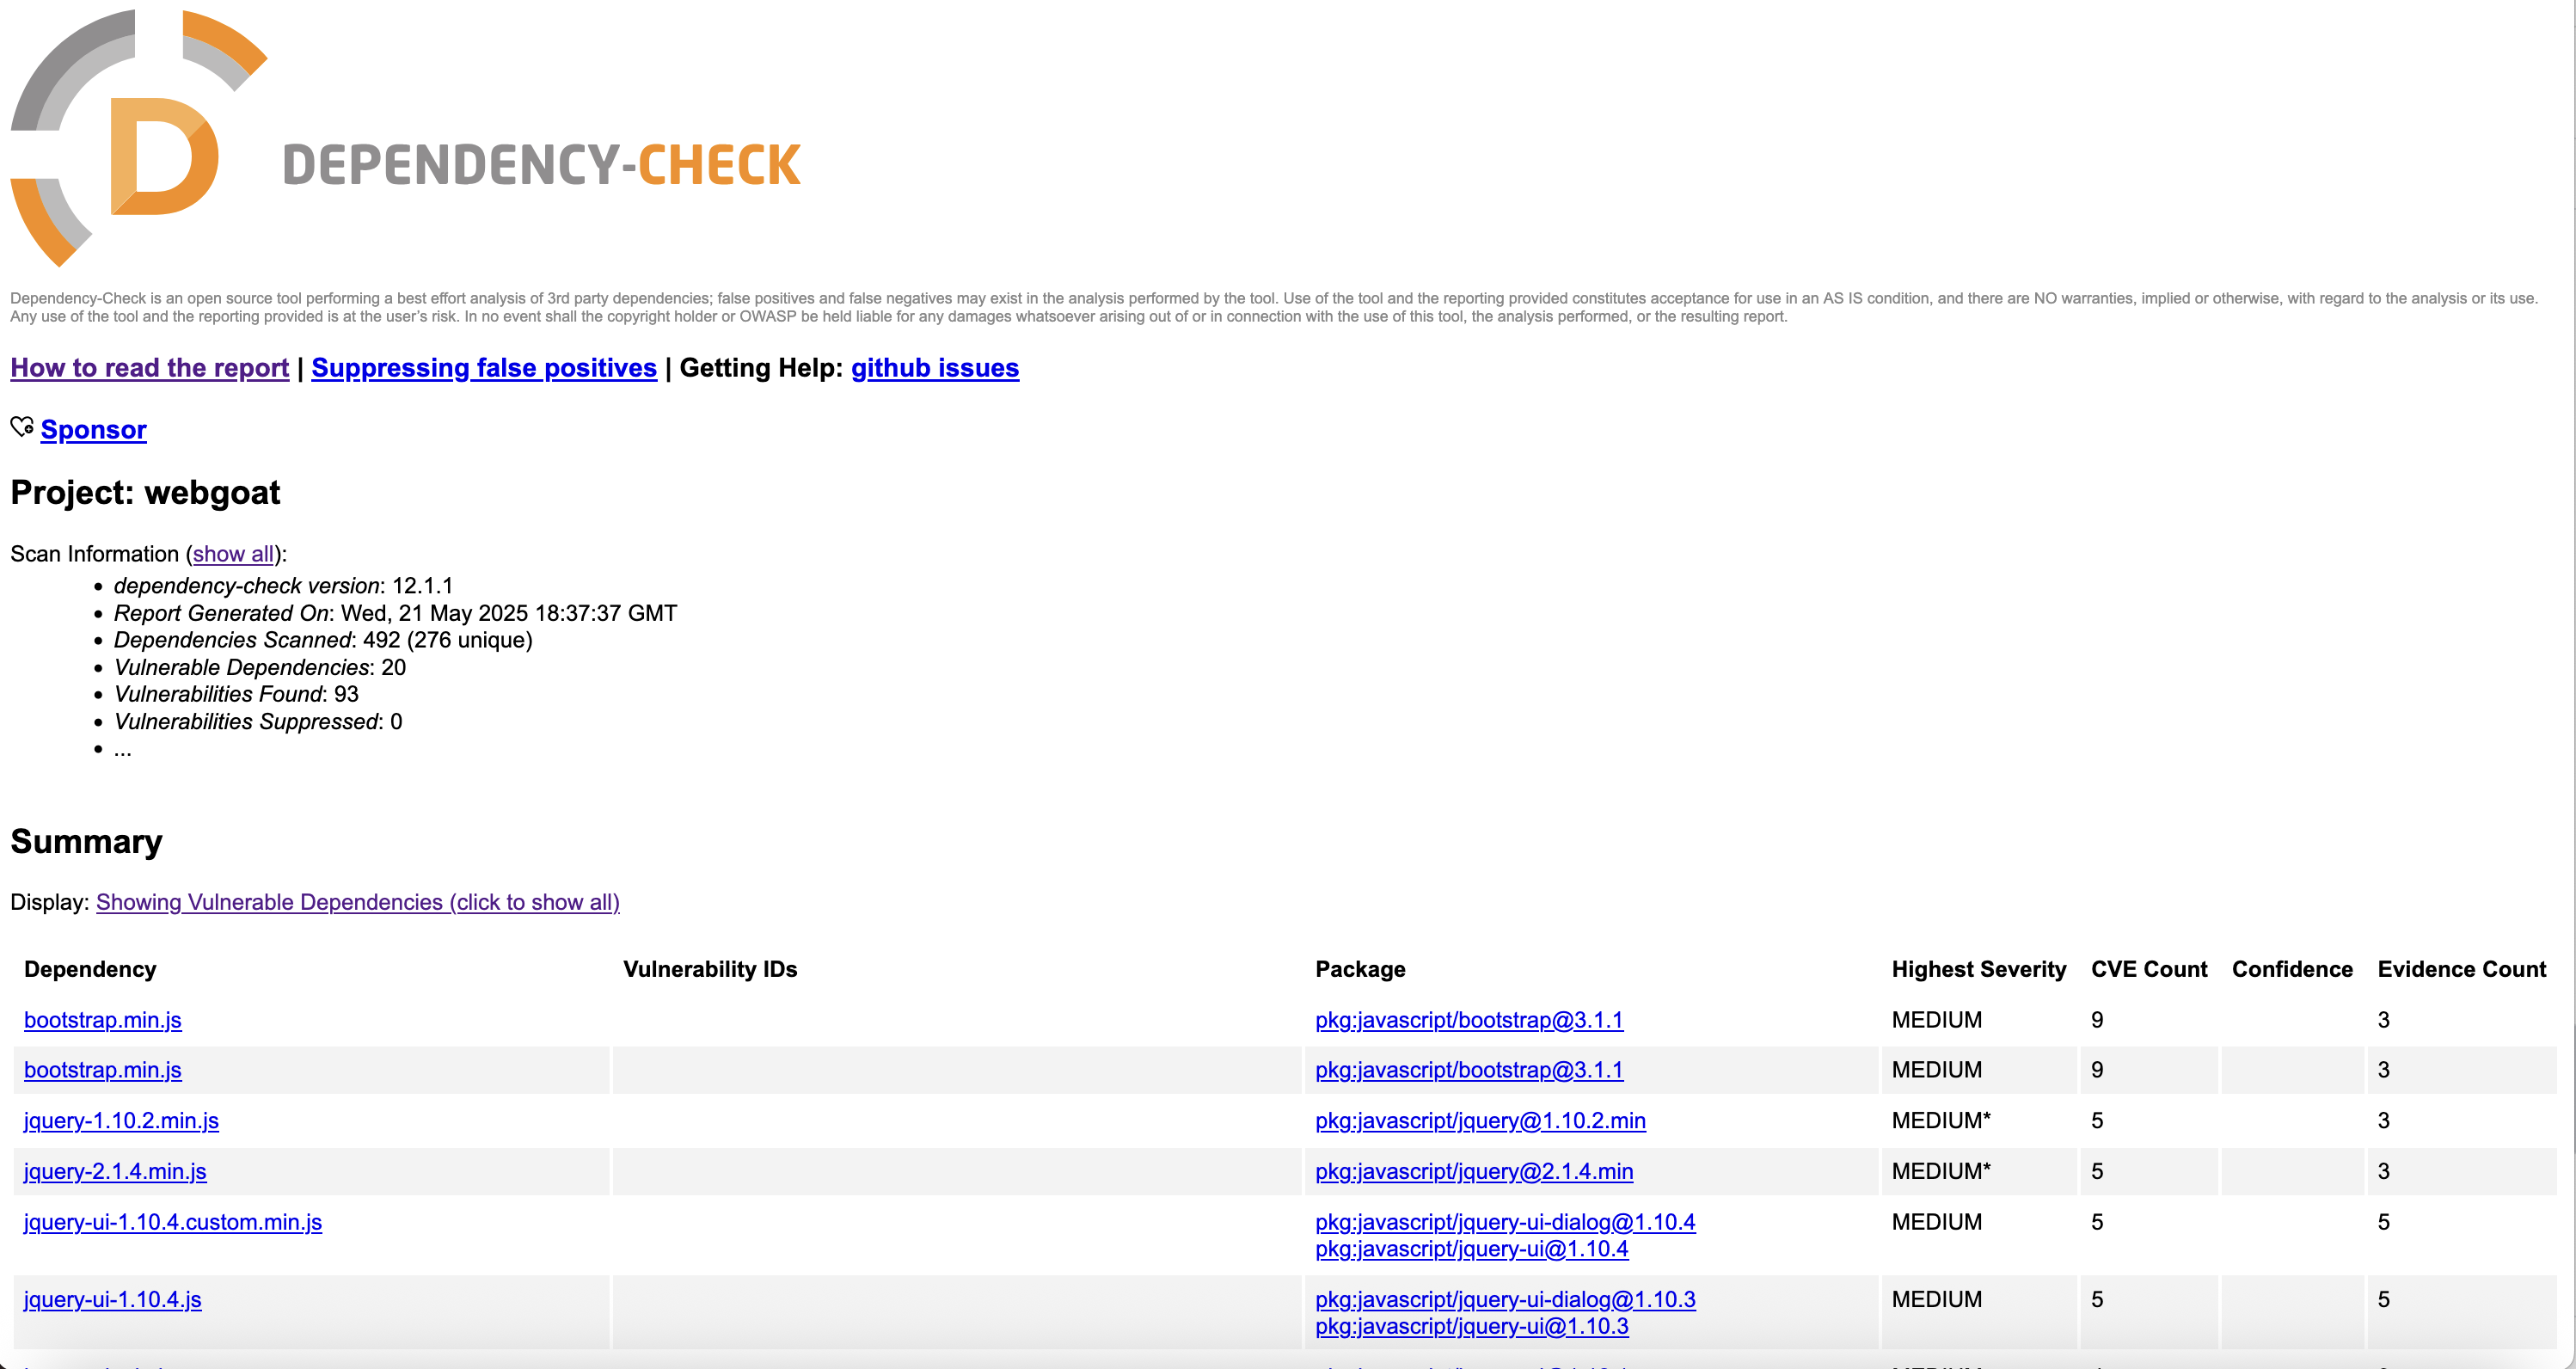 DEPENDENCY-CHECK
Dependency-Check is an open source tool performing a best effort analysis of 3rd party dependencies; false positives and false negatives may exist in the analysis performed by the tool. Use of the tool and the reporting provided constitutes acceptance for use in an AS IS condition, and there are NO warranties, implied or otherwise, with regard to the analysis or its use.
Any use of the tool and the reporting provided is at the user’s risk. In no event shall the copyright holder or OWASP be held liable for any damages whatsoever arising out of or in connection with the use of this tool, the analysis performed, or the resulting report.
How to read the report | Suppressing false positives | Getting Help: github issues
Sponsor
Project: webgoat
Scan Information (show all):
• dependency-check version: 12.1.1
• Report Generated On: Wed, 21 May 2025 18:37:37 GMT
• Dependencies Scanned: 492 (276 unique)
• Vulnerable Dependencies: 20
• Vulnerabilities Found: 93
• Vulnerabilities Suppressed: 0
• ...
Summary
Display: Showing Vulnerable Dependencies (click to show all)
Dependency Vulnerability IDs Package Highest Severity CVE Count Confidence Evidence Count
bootstrap.min.js pkg:javascript/bootstrap@3.1.1 MEDIUM 9 3
bootstrap.min.js pkg:javascript/bootstrap@3.1.1 MEDIUM 9 3
jquery-1.10.2.min.js pkg:javascript/jquery@1.10.2.min MEDIUM* 5 3
jquery-2.1.4.min.js pkg:javascript/jquery@2.1.4.min MEDIUM* 5 3
jquery-ui-1.10.4.custom.min.js pkg:javascript/jquery-ui-dialog@1.10.4 MEDIUM 5 5
pkg:javascript/jquery-ui@1.10.4
jquery-ui-1.10.4.js pkg:javascript/jquery-ui-dialog@1.10.3 MEDIUM 5 5
pkg:javascript/jquery-ui@1.10.3